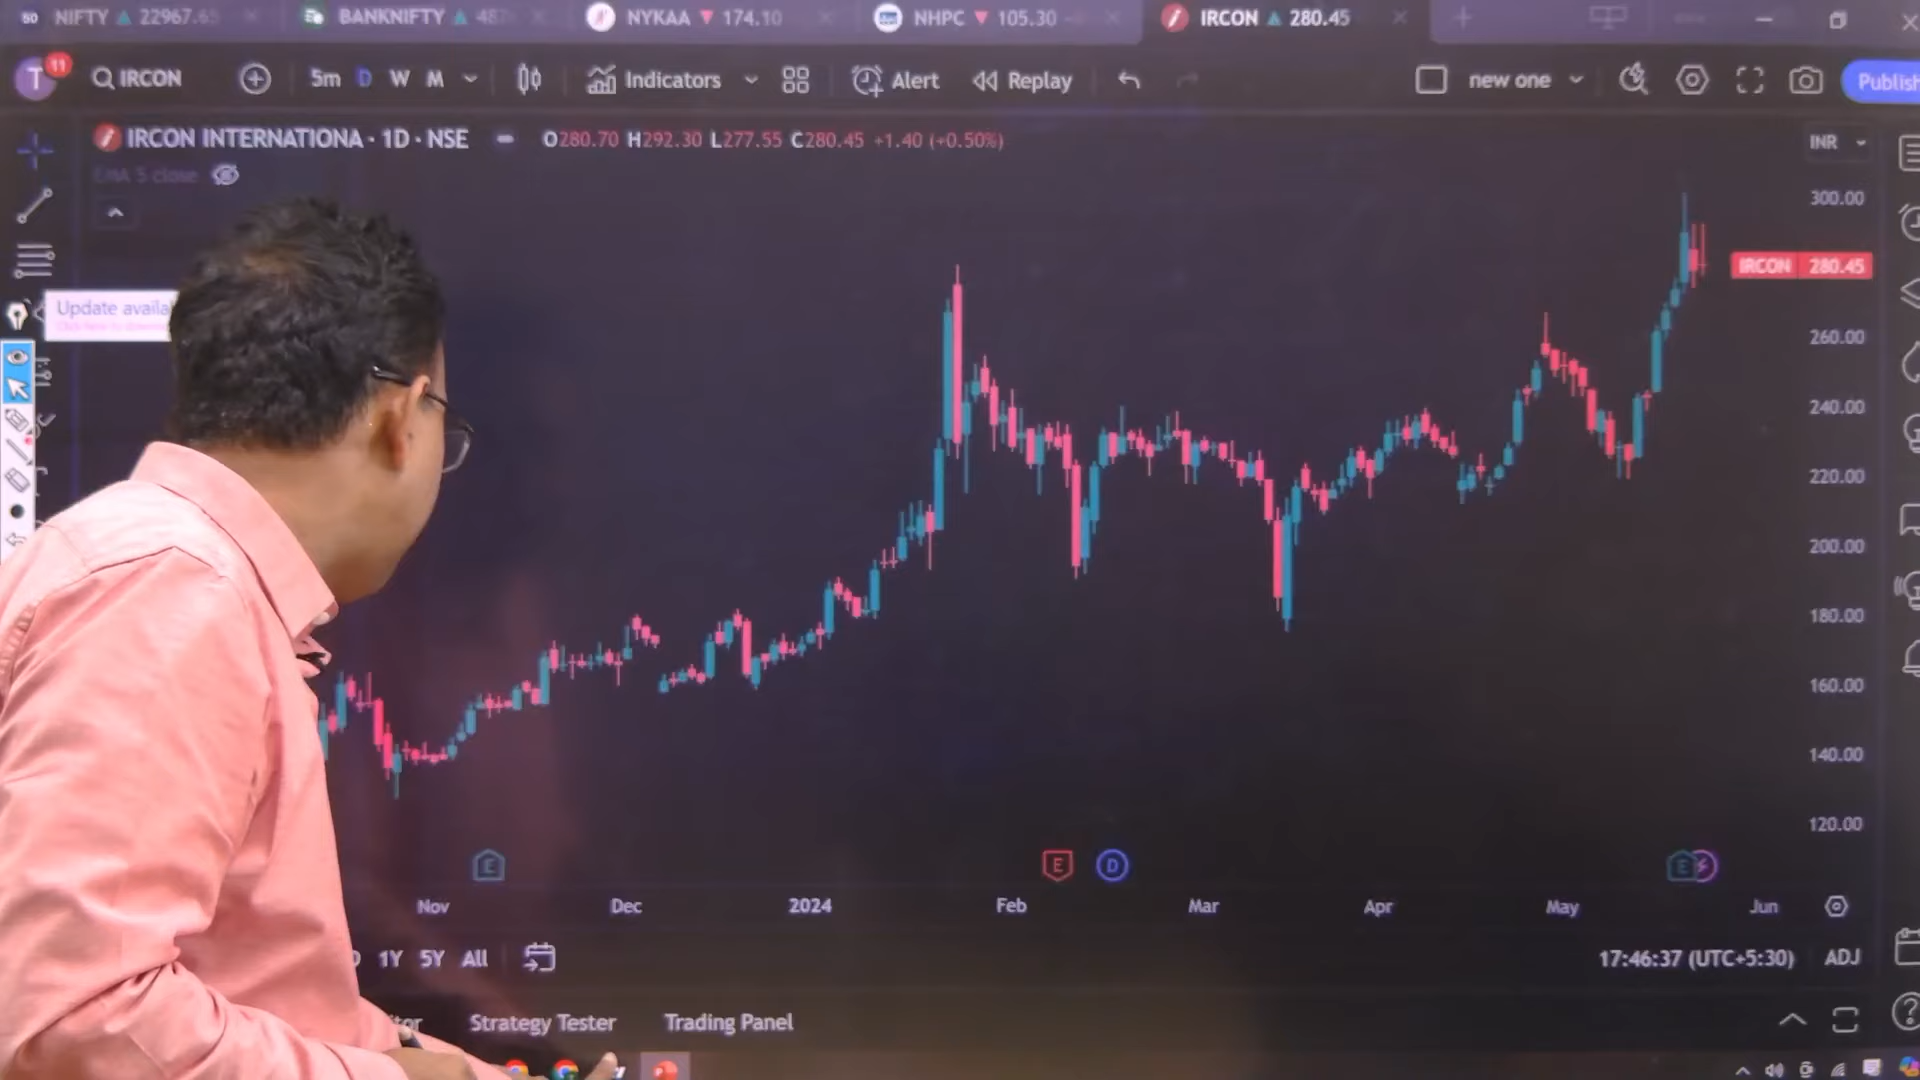 NIFTY 22967.65
BANKNIFTY
NYKAA 174.10
NHPC 105.30
IRCON 280.45
T 11 IRCON 5m D W M Indicators Alert Replay new one Publish
IRCON INTERNATIONA · 1D · NSE O280.70 H292.30 L277.55 C280.45 +1.40 (+0.50%)
INR
EMA 5 close
300.00
IRCON 280.45
Update availa
260.00
240.00
220.00
200.00
180.00
160.00
140.00
120.00
E E D E
Nov Dec 2024 Feb Mar Apr May Jun
1Y 5Y All 17:46:37 (UTC+5:30) ADJ
tor Strategy Tester Trading Panel